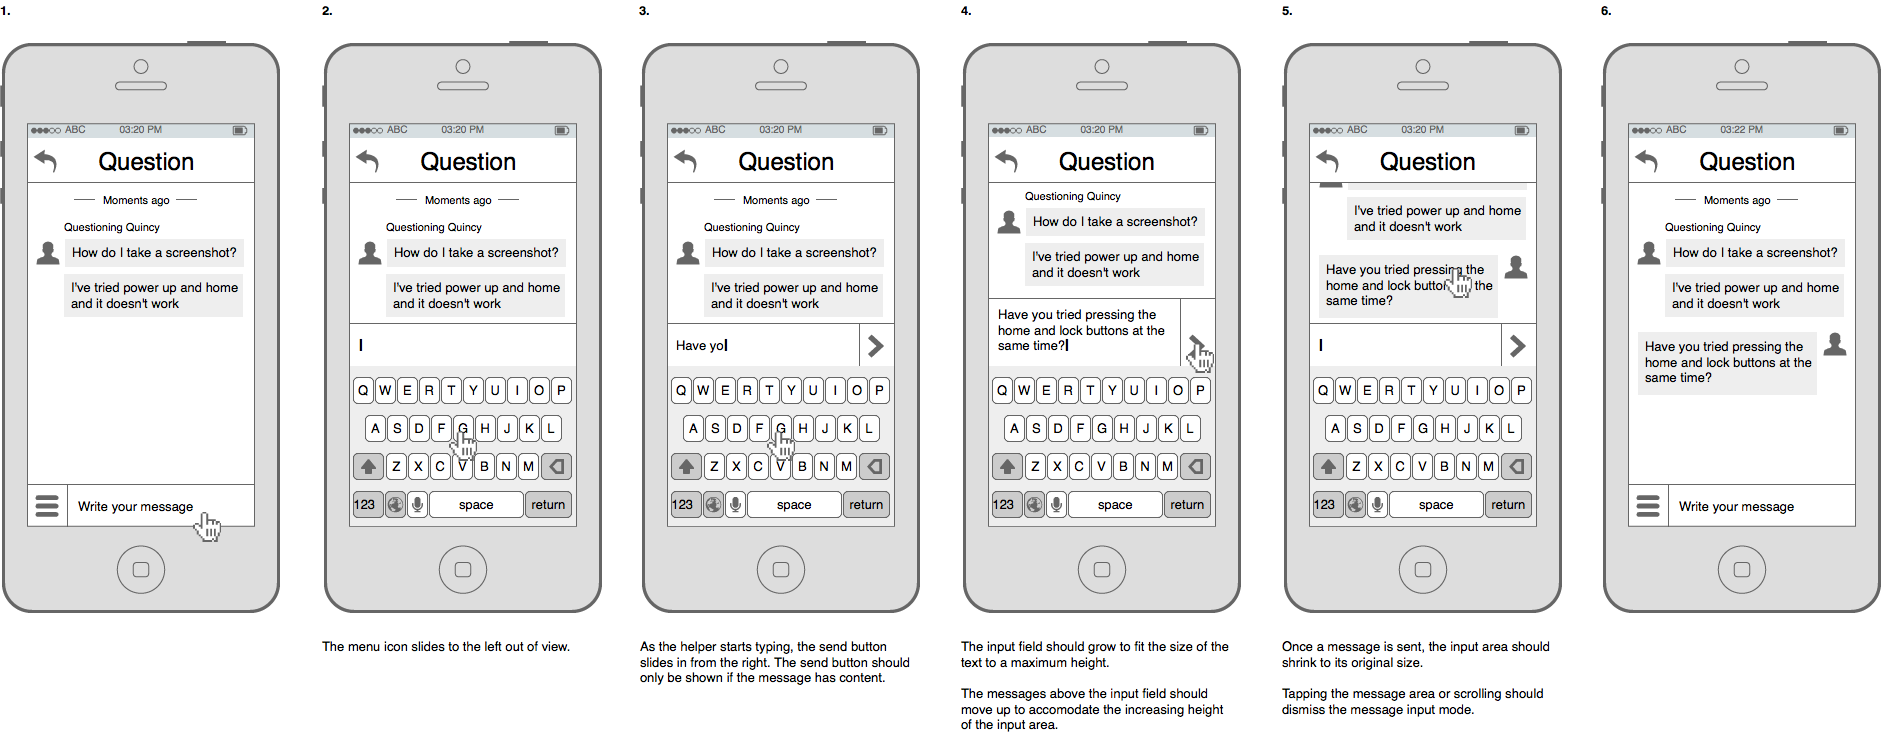 1.
ABC 03:20 PM
Question
Moments ago
Questioning Quincy
How do I take a screenshot?
I've tried power up and home
and it doesn't work
Write your message
2.
ABC 03:20 PM
Question
Moments ago
Questioning Quincy
How do I take a screenshot?
I've tried power up and home
and it doesn't work
Q W E R T Y U I O P
A S D F G H J K L
Z X C V B N M
123 space return
The menu icon slides to the left out of view.
3.
ABC 03:20 PM
Question
Moments ago
Questioning Quincy
How do I take a screenshot?
I've tried power up and home
and it doesn't work
Have yo
Q W E R T Y U I O P
A S D F G H J K L
Z X C V B N M
123 space return
As the helper starts typing, the send button
slides in from the right. The send button should
only be shown if the message has content.
4.
ABC 03:20 PM
Question
Questioning Quincy
How do I take a screenshot?
I've tried power up and home
and it doesn't work
Have you tried pressing the
home and lock buttons at the
same time?
Q W E R T Y U I O P
A S D F G H J K L
Z X C V B N M
123 space return
The input field should grow to fit the size of the
text to a maximum height.
The messages above the input field should
move up to accomodate the increasing height
of the input area.
5.
ABC 03:20 PM
Question
I've tried power up and home
and it doesn't work
Have you tried pressing the
home and lock buttons at the
same time?
Q W E R T Y U I O P
A S D F G H J K L
Z X C V B N M
123 space return
Once a message is sent, the input area should
shrink to its original size.
Tapping the message area or scrolling should
dismiss the message input mode.
6.
ABC 03:22 PM
Question
Moments ago
Questioning Quincy
How do I take a screenshot?
I've tried power up and home
and it doesn't work
Have you tried pressing the
home and lock buttons at the
same time?
Write your message